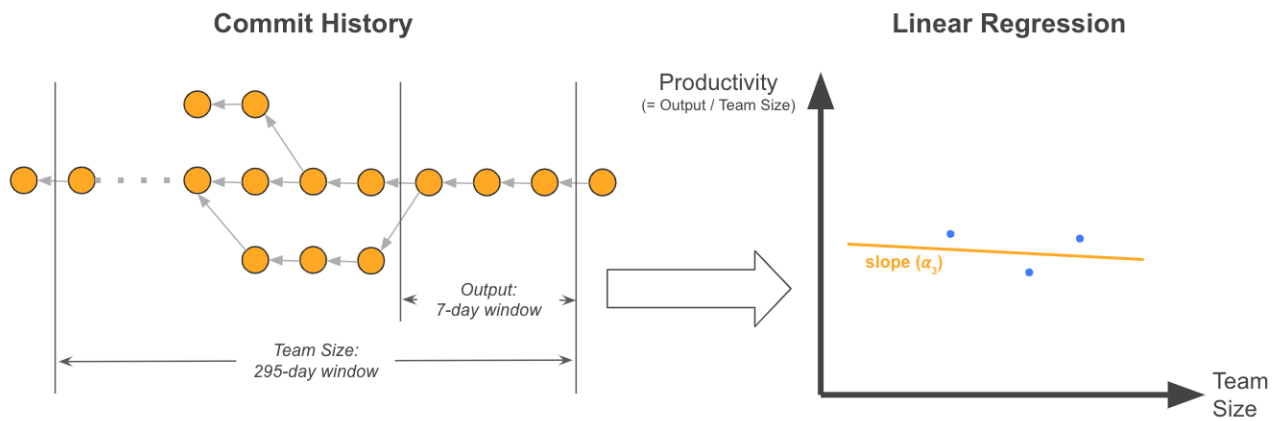 Commit History
Linear Regression
Productivity
(= Output / Team Size)
slope (α₃)
Output:
7-day window
Team Size:
295-day window
Team
Size